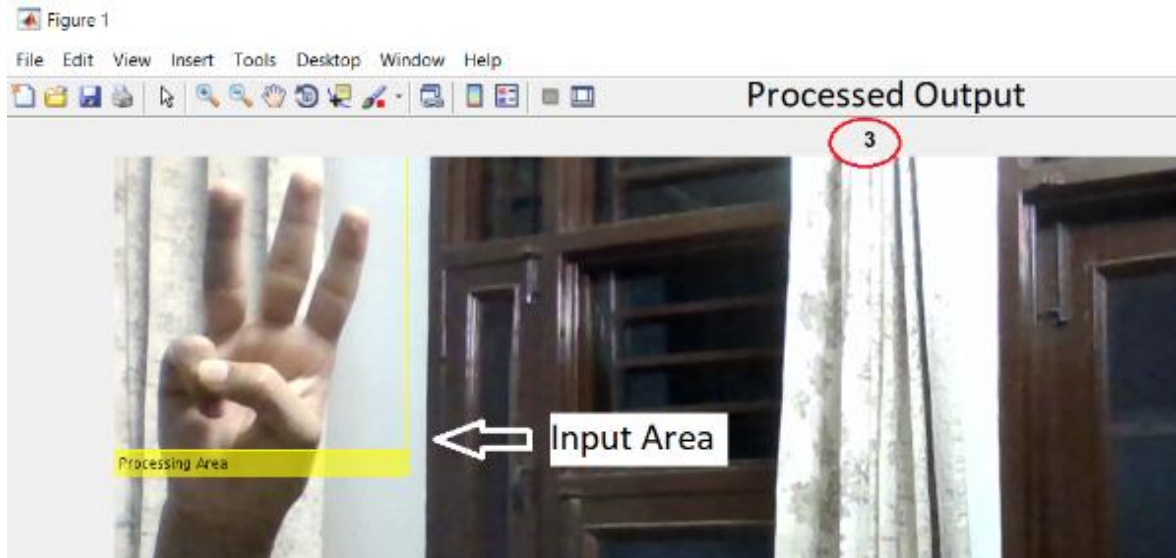 Figure 1
File Edit View Insert Tools Desktop Window Help
Processed Output
3
Input Area
Processing Area